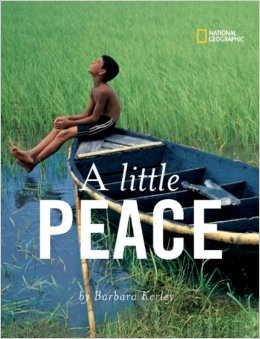 NATIONAL
GEOGRAPHIC
A little
PEACE
by Barbara Kerley